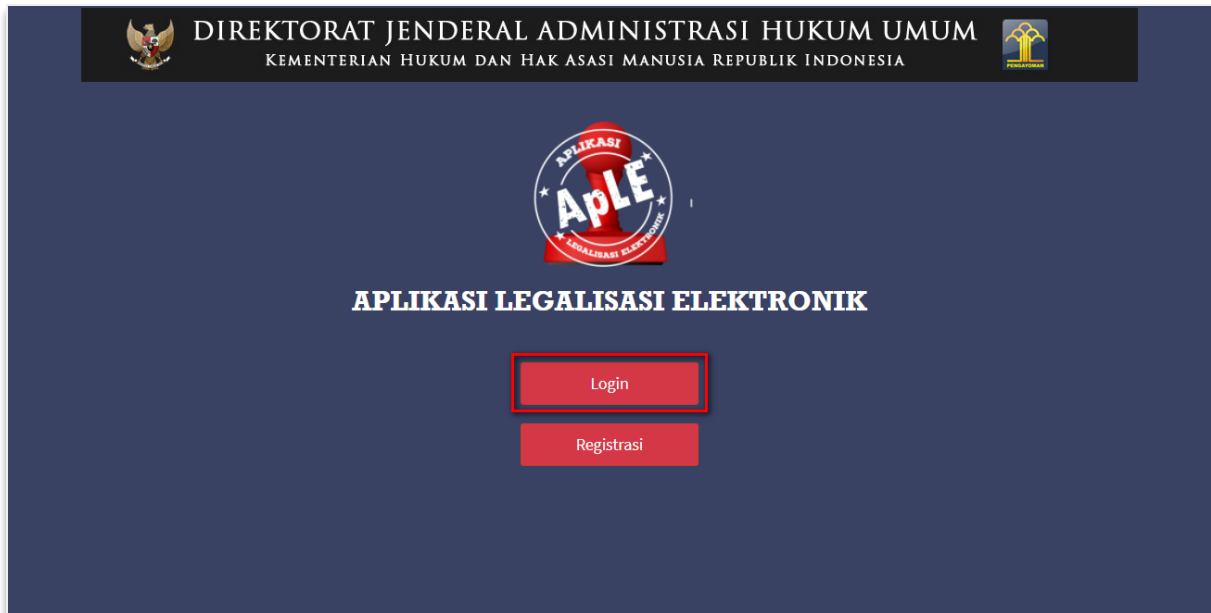 DIREKTORAT JENDERAL ADMINISTRASI HUKUM UMUM
KEMENTERIAN HUKUM DAN HAK ASASI MANUSIA REPUBLIK INDONESIA
PENGAYOMAN
APLIKASI
ApLE
LEGALISASI ELEKTRONIK
APLIKASI LEGALISASI ELEKTRONIK
Login
Registrasi